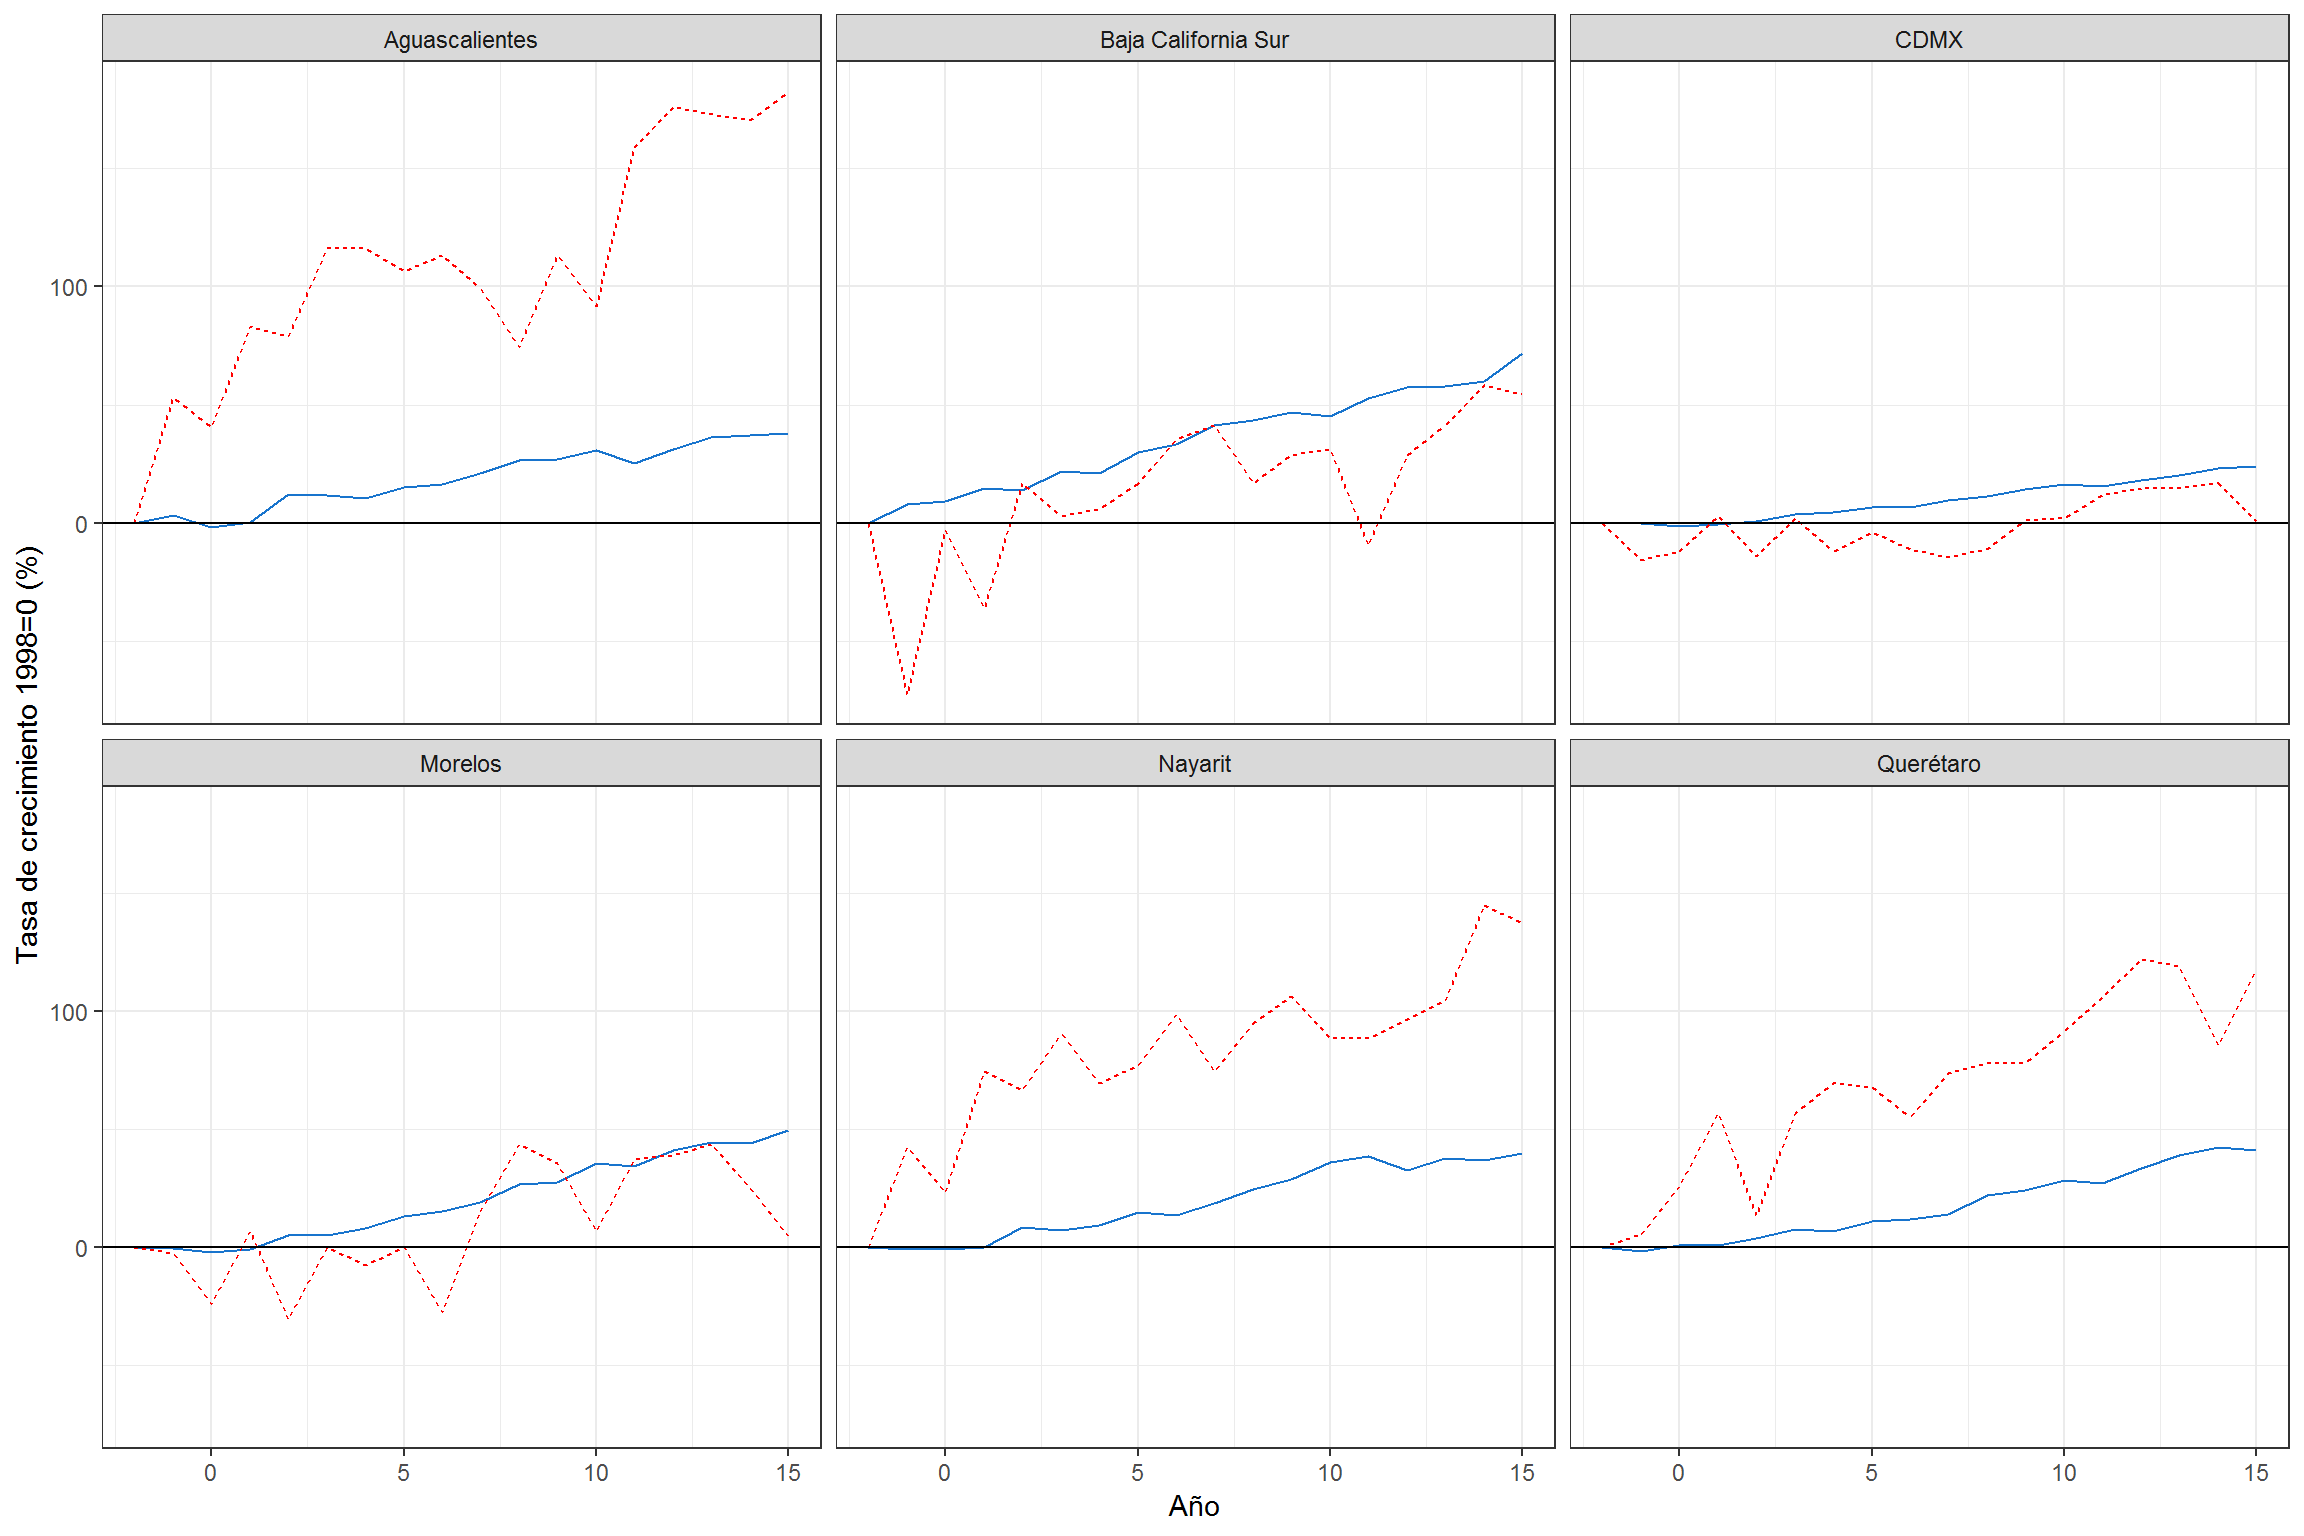 Aguascalientes
Baja California Sur
CDMX
100
0
Morelos
Nayarit
Querétaro
100
0
0 5 10 15
0 5 10 15
0 5 10 15
Año
Tasa de crecimiento 1998=0 (%)